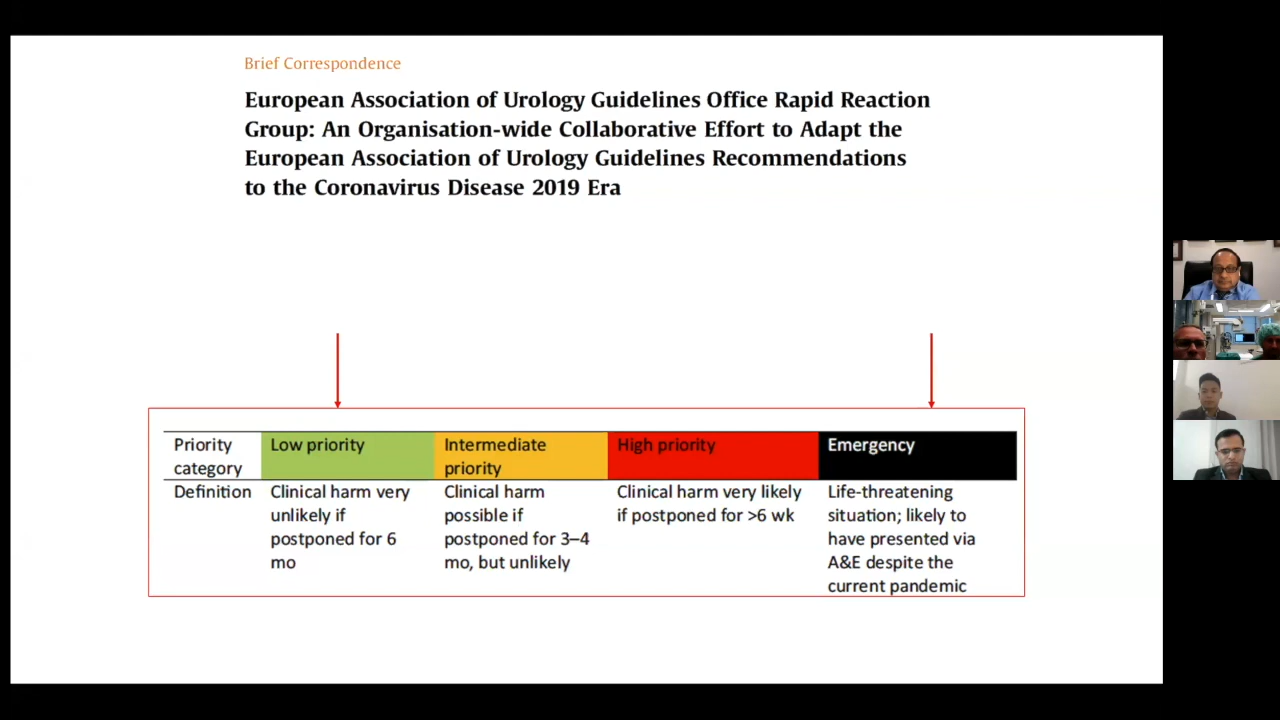 Brief Correspondence
European Association of Urology Guidelines Office Rapid Reaction
Group: An Organisation-wide Collaborative Effort to Adapt the
European Association of Urology Guidelines Recommendations
to the Coronavirus Disease 2019 Era
Priority category
Low priority
Intermediate priority
High priority
Emergency
Definition
Clinical harm very
unlikely if
postponed for 6
mo
Clinical harm
possible if
postponed for 3–4
mo, but unlikely
Clinical harm very likely
if postponed for >6 wk
Life-threatening
situation; likely to
have presented via
A&E despite the
current pandemic